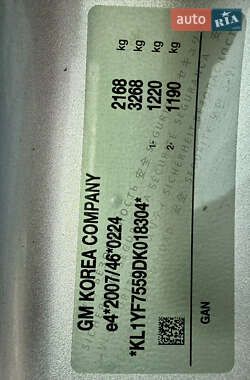 auto RIA.com
GM KOREA COMPANY
e4*2007/46*0224
*KL1YF7559DK018304*
2168 kg
3268 kg
1- 1220 kg
2- 1190 kg
GAN